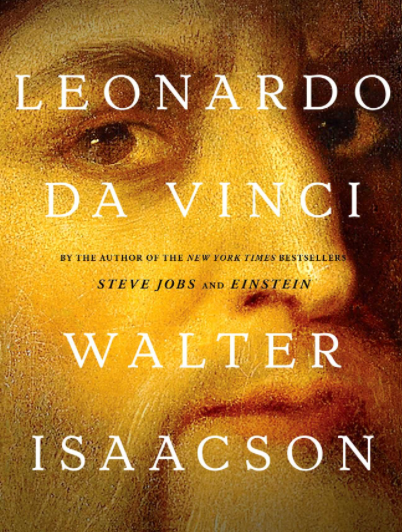 LEONARDO
DA VINCI
BY THE AUTHOR OF THE NEW YORK TIMES BESTSELLERS
STEVE JOBS AND EINSTEIN
WALTER
ISAACSON